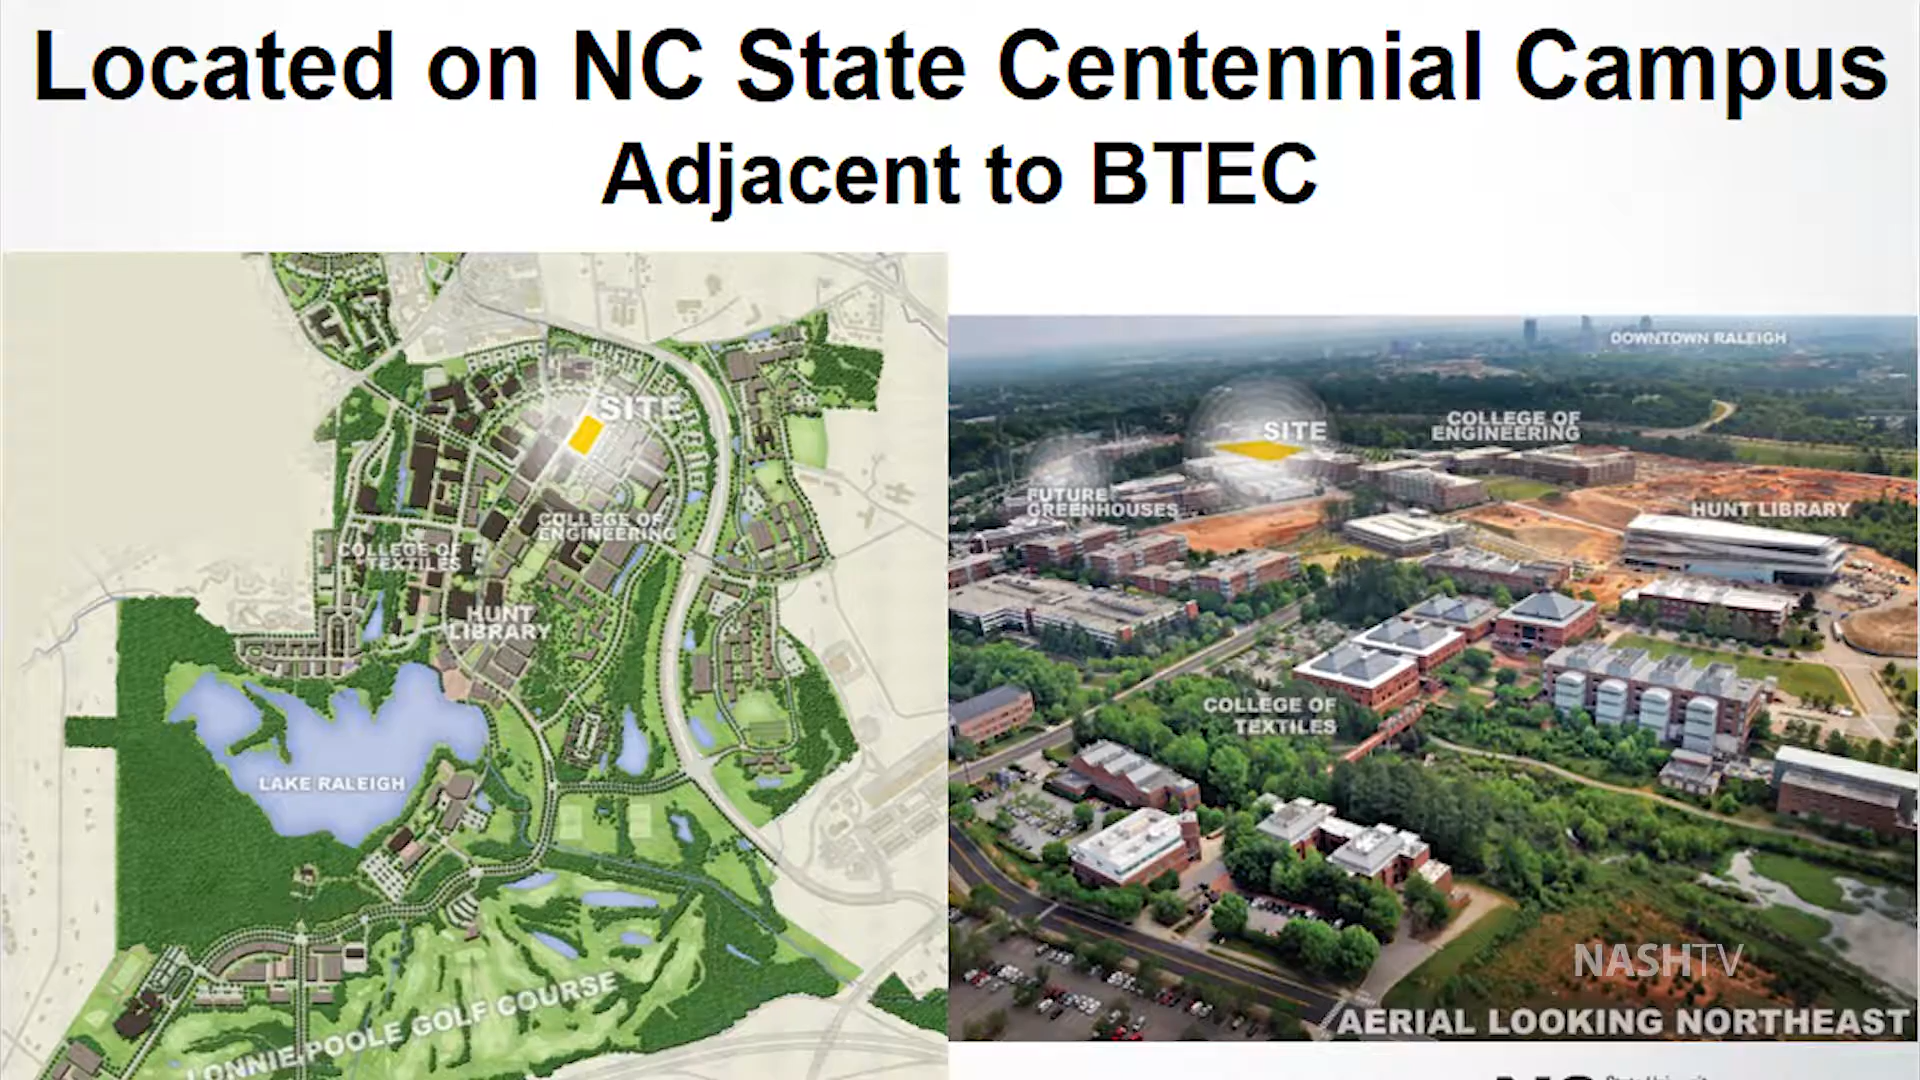 Located on NC State Centennial Campus
Adjacent to BTEC
SITE
COLLEGE OF
ENGINEERING
COLLEGE OF
TEXTILES
HUNT
LIBRARY
LAKE RALEIGH
LONNIE POOLE GOLF COURSE
DOWNTOWN RALEIGH
SITE
COLLEGE OF
ENGINEERING
FUTURE
GREENHOUSES
HUNT LIBRARY
COLLEGE OF
TEXTILES
NASHTV
AERIAL LOOKING NORTHEAST